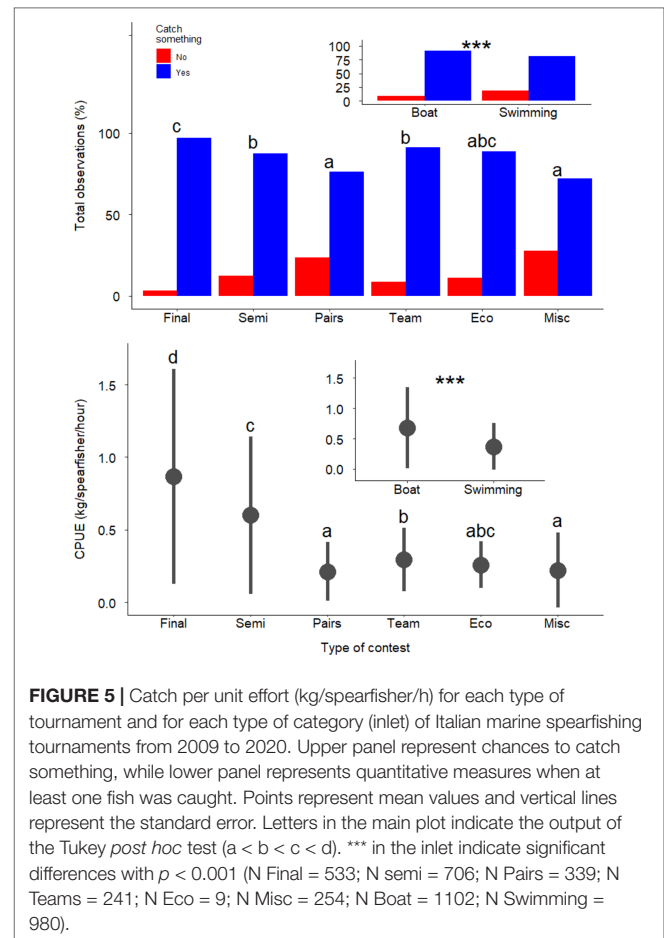 Catch
something
No
Yes
***
100
75
50
25
0
Boat Swimming
Total observations (%)
100
50
0
c b a b abc a
Final Semi Pairs Team Eco Misc
CPUE (kg/spearfisher/hour)
1.5
1.0
0.5
0.0
d c a b abc a
***
1.5
1.0
0.5
0.0
Boat Swimming
Final Semi Pairs Team Eco Misc
Type of contest
FIGURE 5 | Catch per unit effort (kg/spearfisher/h) for each type of
tournament and for each type of category (inlet) of Italian marine spearfishing
tournaments from 2009 to 2020. Upper panel represent chances to catch
something, while lower panel represents quantitative measures when at
least one fish was caught. Points represent mean values and vertical lines
represent the standard error. Letters in the main plot indicate the output of
the Tukey post hoc test (a < b < c < d). *** in the inlet indicate significant
differences with p < 0.001 (N Final = 533; N semi = 706; N Pairs = 339; N
Teams = 241; N Eco = 9; N Misc = 254; N Boat = 1102; N Swimming =
980).